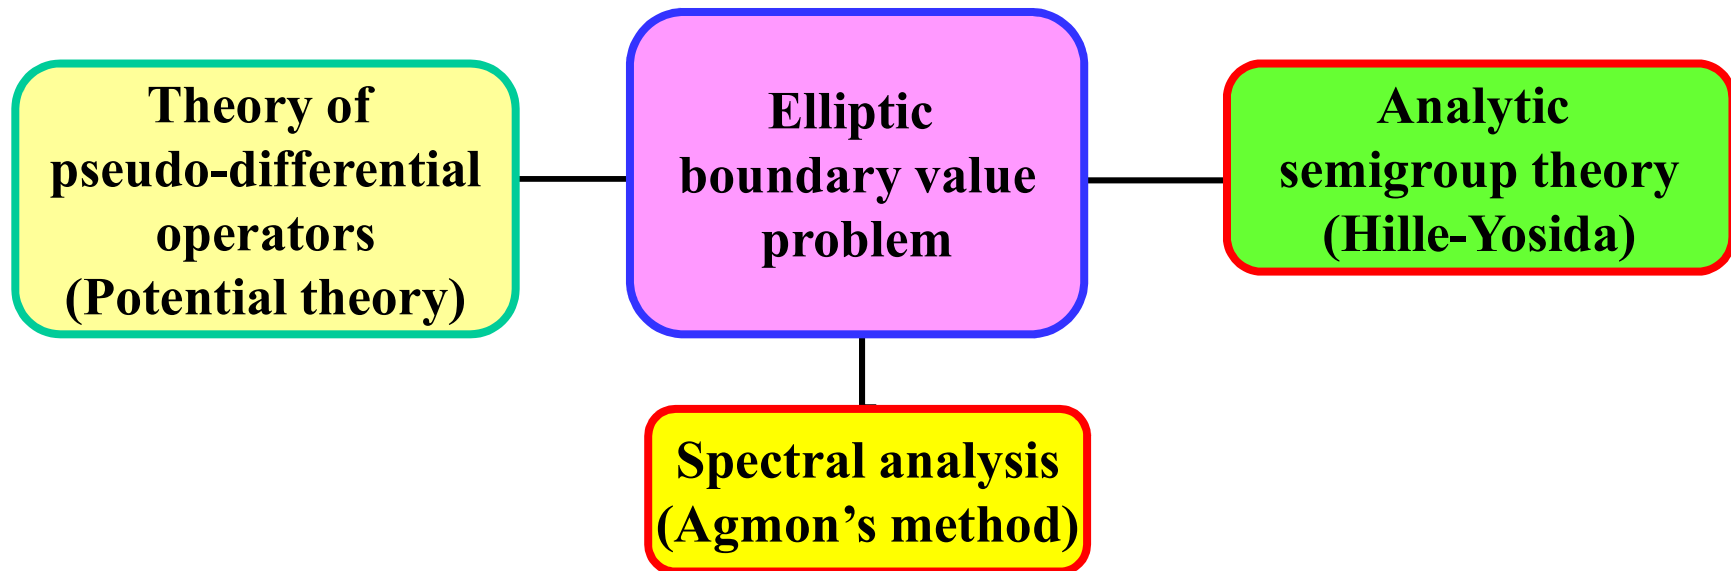 Theory of
pseudo-differential
operators
(Potential theory)
Elliptic
boundary value
problem
Analytic
semigroup theory
(Hille-Yosida)
Spectral analysis
(Agmon’s method)